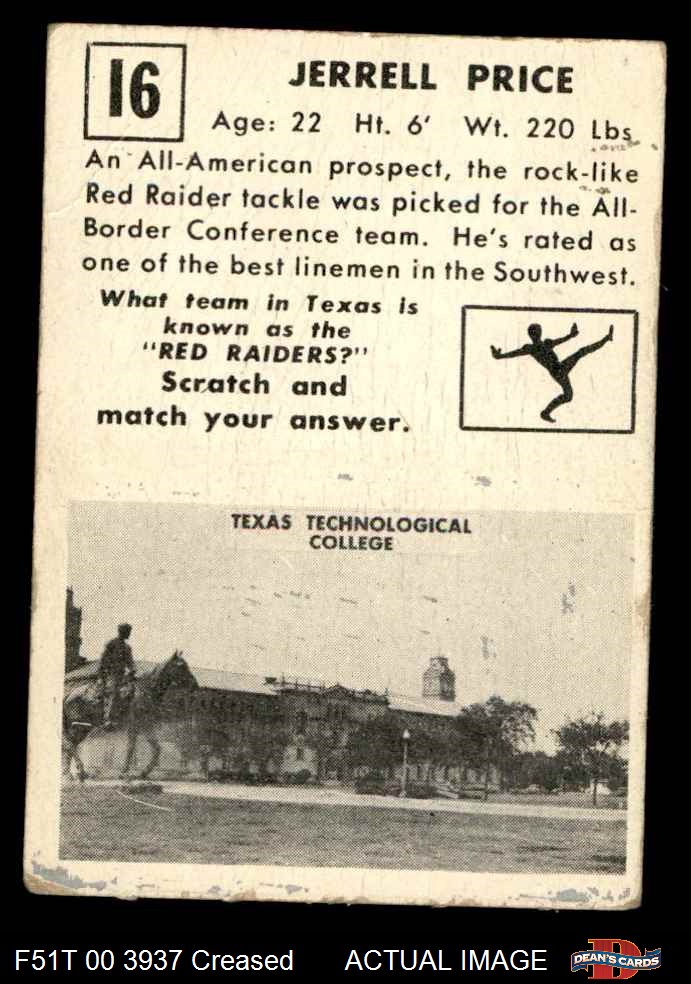 16
JERRELL PRICE
Age: 22 Ht. 6' Wt. 220 Lbs
An All-American prospect, the rock-like
Red Raider tackle was picked for the All-
Border Conference team. He's rated as
one of the best linemen in the Southwest.
What team in Texas is
known as the
"RED RAIDERS?"
Scratch and
match your answer.
TEXAS TECHNOLOGICAL
COLLEGE
F51T 00 3937 Creased ACTUAL IMAGE
D
DEAN'S CARDS